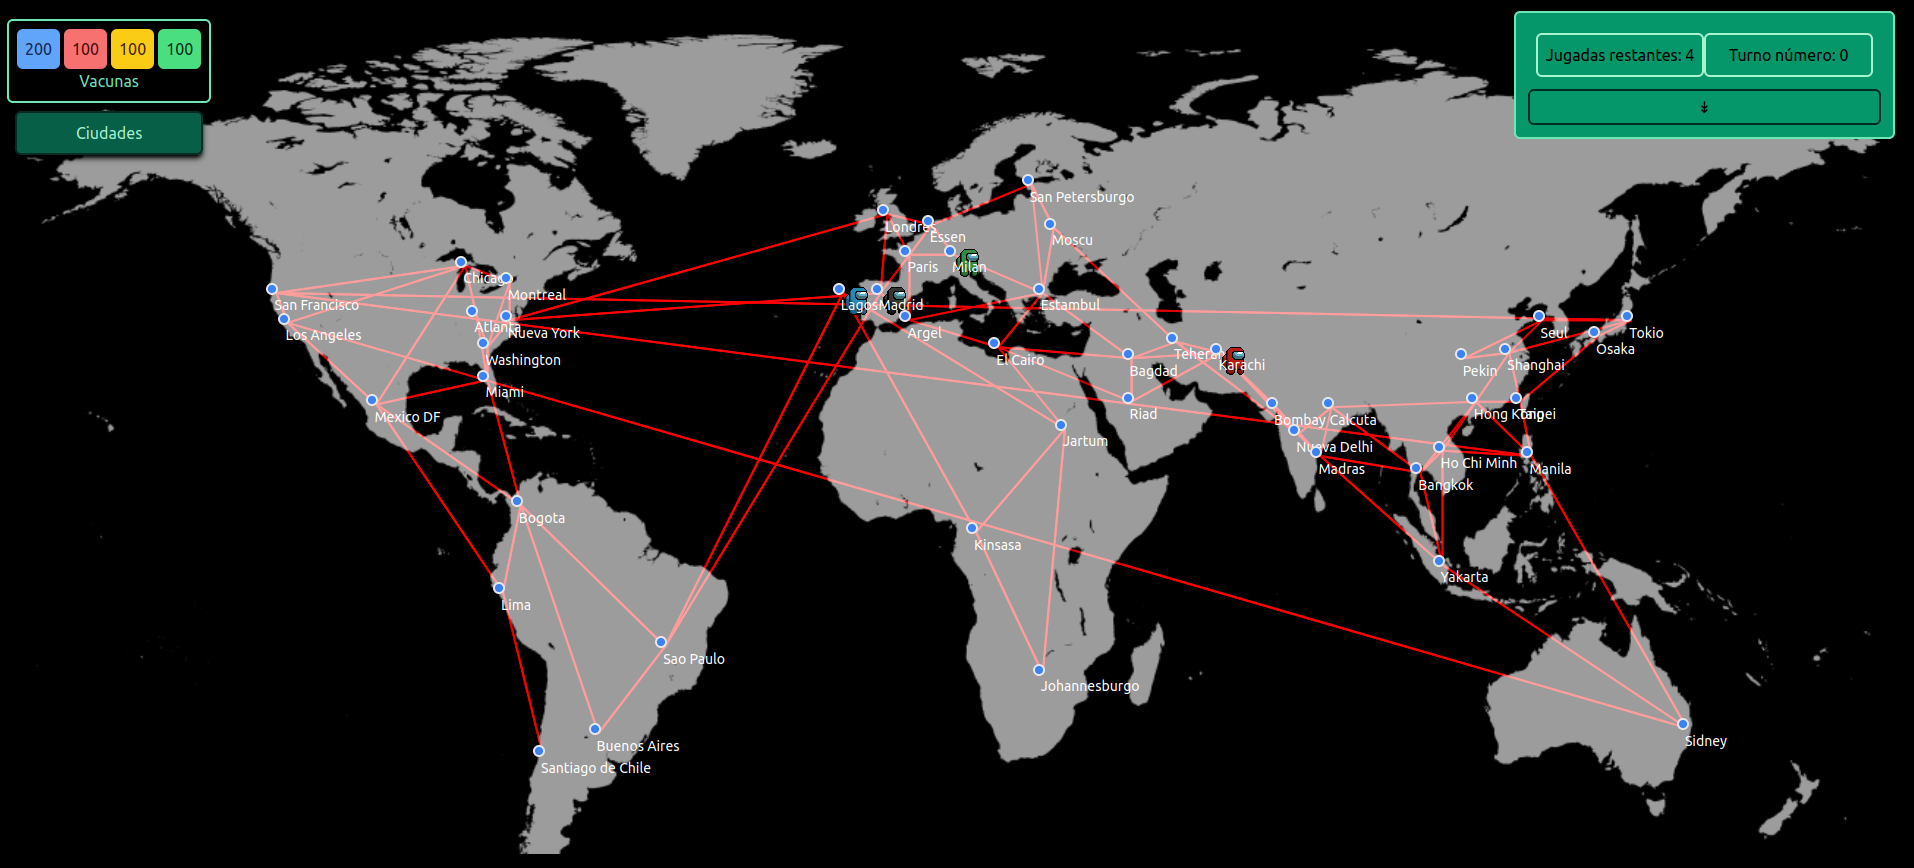 200 100 100 100
Vacunas
Ciudades
Jugadas restantes: 4
Turno número: 0
↡
San Petersburgo
Londres
Essen
Moscu
Paris
Milan
Chicago
Montreal
San Francisco
Lagos
Madrid
Estambul
Atlanta
Nueva York
Los Angeles
Argel
Seul
Tokio
Osaka
Washington
El Cairo
Teheran
Karachi
Bagdad
Pekin
Shanghai
Miami
Mexico DF
Riad
Bombay
Calcuta
Hong Kong
Taipei
Jartum
Nueva Delhi
Madras
Ho Chi Minh
Manila
Bangkok
Bogota
Kinsasa
Yakarta
Lima
Sao Paulo
Johannesburgo
Buenos Aires
Sidney
Santiago de Chile